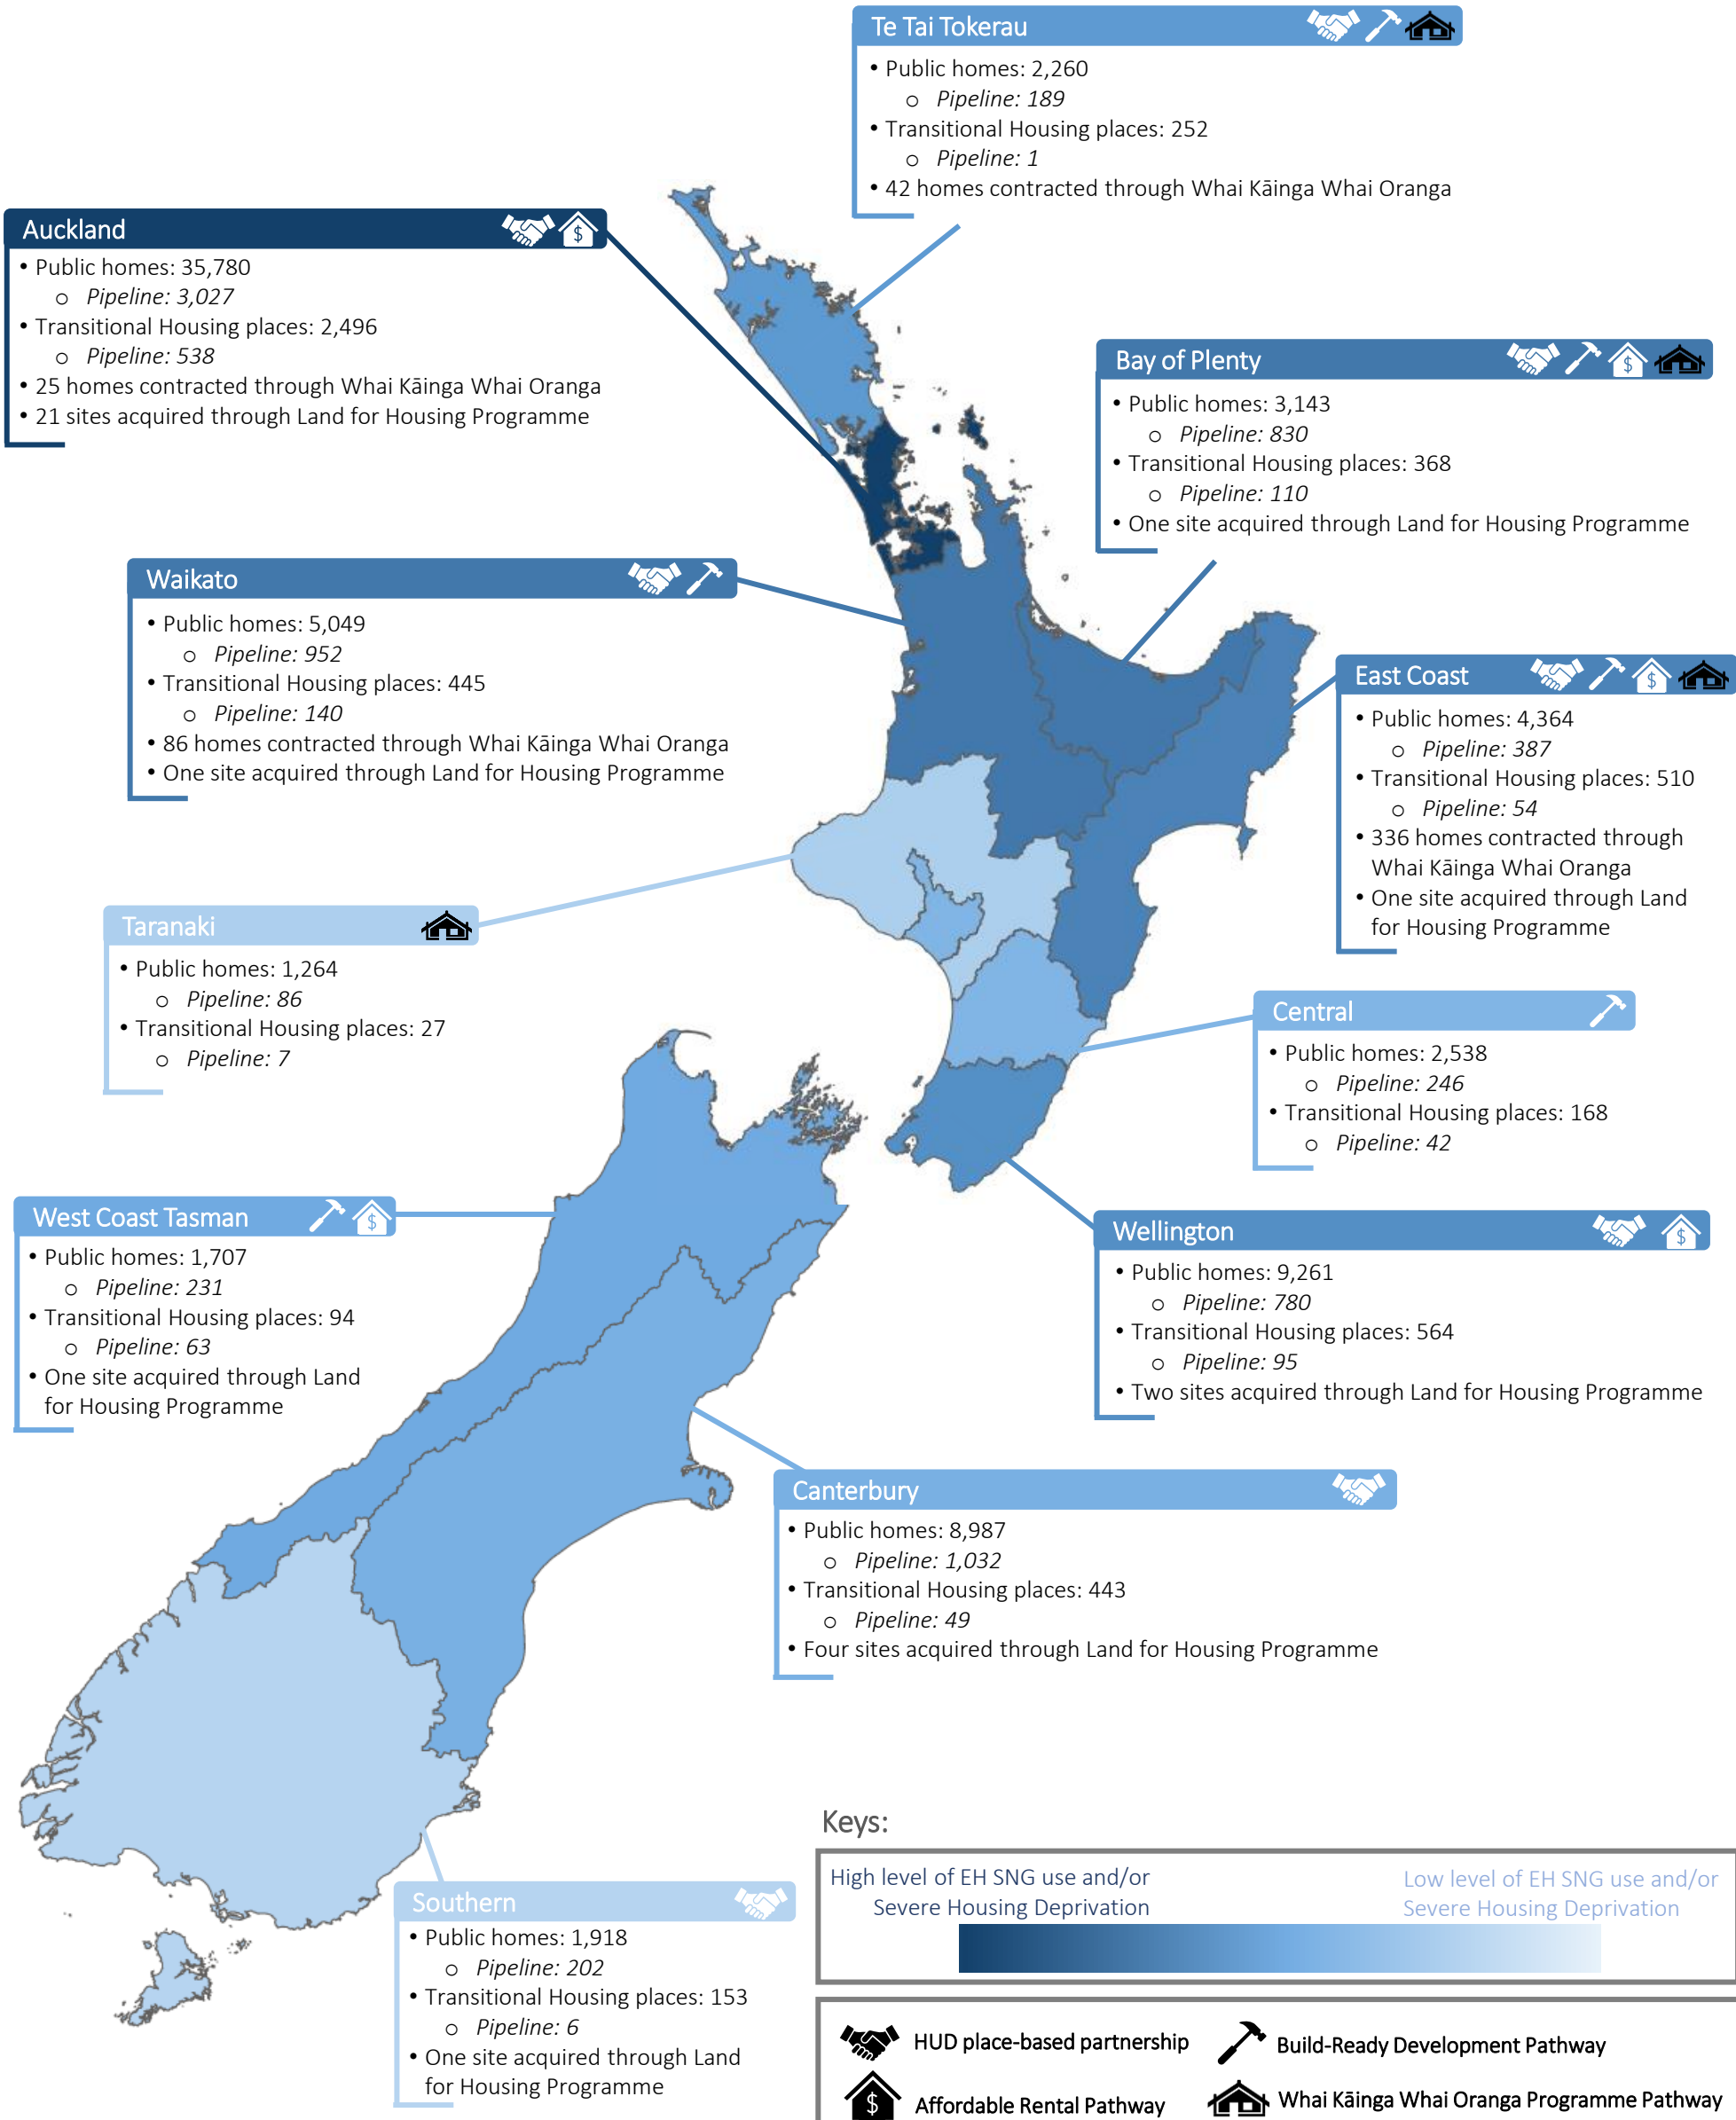 Te Tai Tokerau
• Public homes: 2,260
o Pipeline: 189
• Transitional Housing places: 252
o Pipeline: 1
• 42 homes contracted through Whai Kāinga Whai Oranga
Auckland
$
• Public homes: 35,780
o Pipeline: 3,027
• Transitional Housing places: 2,496
o Pipeline: 538
• 25 homes contracted through Whai Kāinga Whai Oranga
• 21 sites acquired through Land for Housing Programme
Bay of Plenty
$
• Public homes: 3,143
o Pipeline: 830
• Transitional Housing places: 368
o Pipeline: 110
• One site acquired through Land for Housing Programme
Waikato
• Public homes: 5,049
o Pipeline: 952
• Transitional Housing places: 445
o Pipeline: 140
• 86 homes contracted through Whai Kāinga Whai Oranga
• One site acquired through Land for Housing Programme
East Coast
$
• Public homes: 4,364
o Pipeline: 387
• Transitional Housing places: 510
o Pipeline: 54
• 336 homes contracted through
Whai Kāinga Whai Oranga
• One site acquired through Land
for Housing Programme
Taranaki
• Public homes: 1,264
o Pipeline: 86
• Transitional Housing places: 27
o Pipeline: 7
Central
• Public homes: 2,538
o Pipeline: 246
• Transitional Housing places: 168
o Pipeline: 42
West Coast Tasman
$
• Public homes: 1,707
o Pipeline: 231
• Transitional Housing places: 94
o Pipeline: 63
• One site acquired through Land
for Housing Programme
Wellington
$
• Public homes: 9,261
o Pipeline: 780
• Transitional Housing places: 564
o Pipeline: 95
• Two sites acquired through Land for Housing Programme
Canterbury
• Public homes: 8,987
o Pipeline: 1,032
• Transitional Housing places: 443
o Pipeline: 49
• Four sites acquired through Land for Housing Programme
Southern
• Public homes: 1,918
o Pipeline: 202
• Transitional Housing places: 153
o Pipeline: 6
• One site acquired through Land
for Housing Programme
Keys:
High level of EH SNG use and/or
Severe Housing Deprivation
Low level of EH SNG use and/or
Severe Housing Deprivation
HUD place-based partnership
Build-Ready Development Pathway
$
Affordable Rental Pathway
Whai Kāinga Whai Oranga Programme Pathway